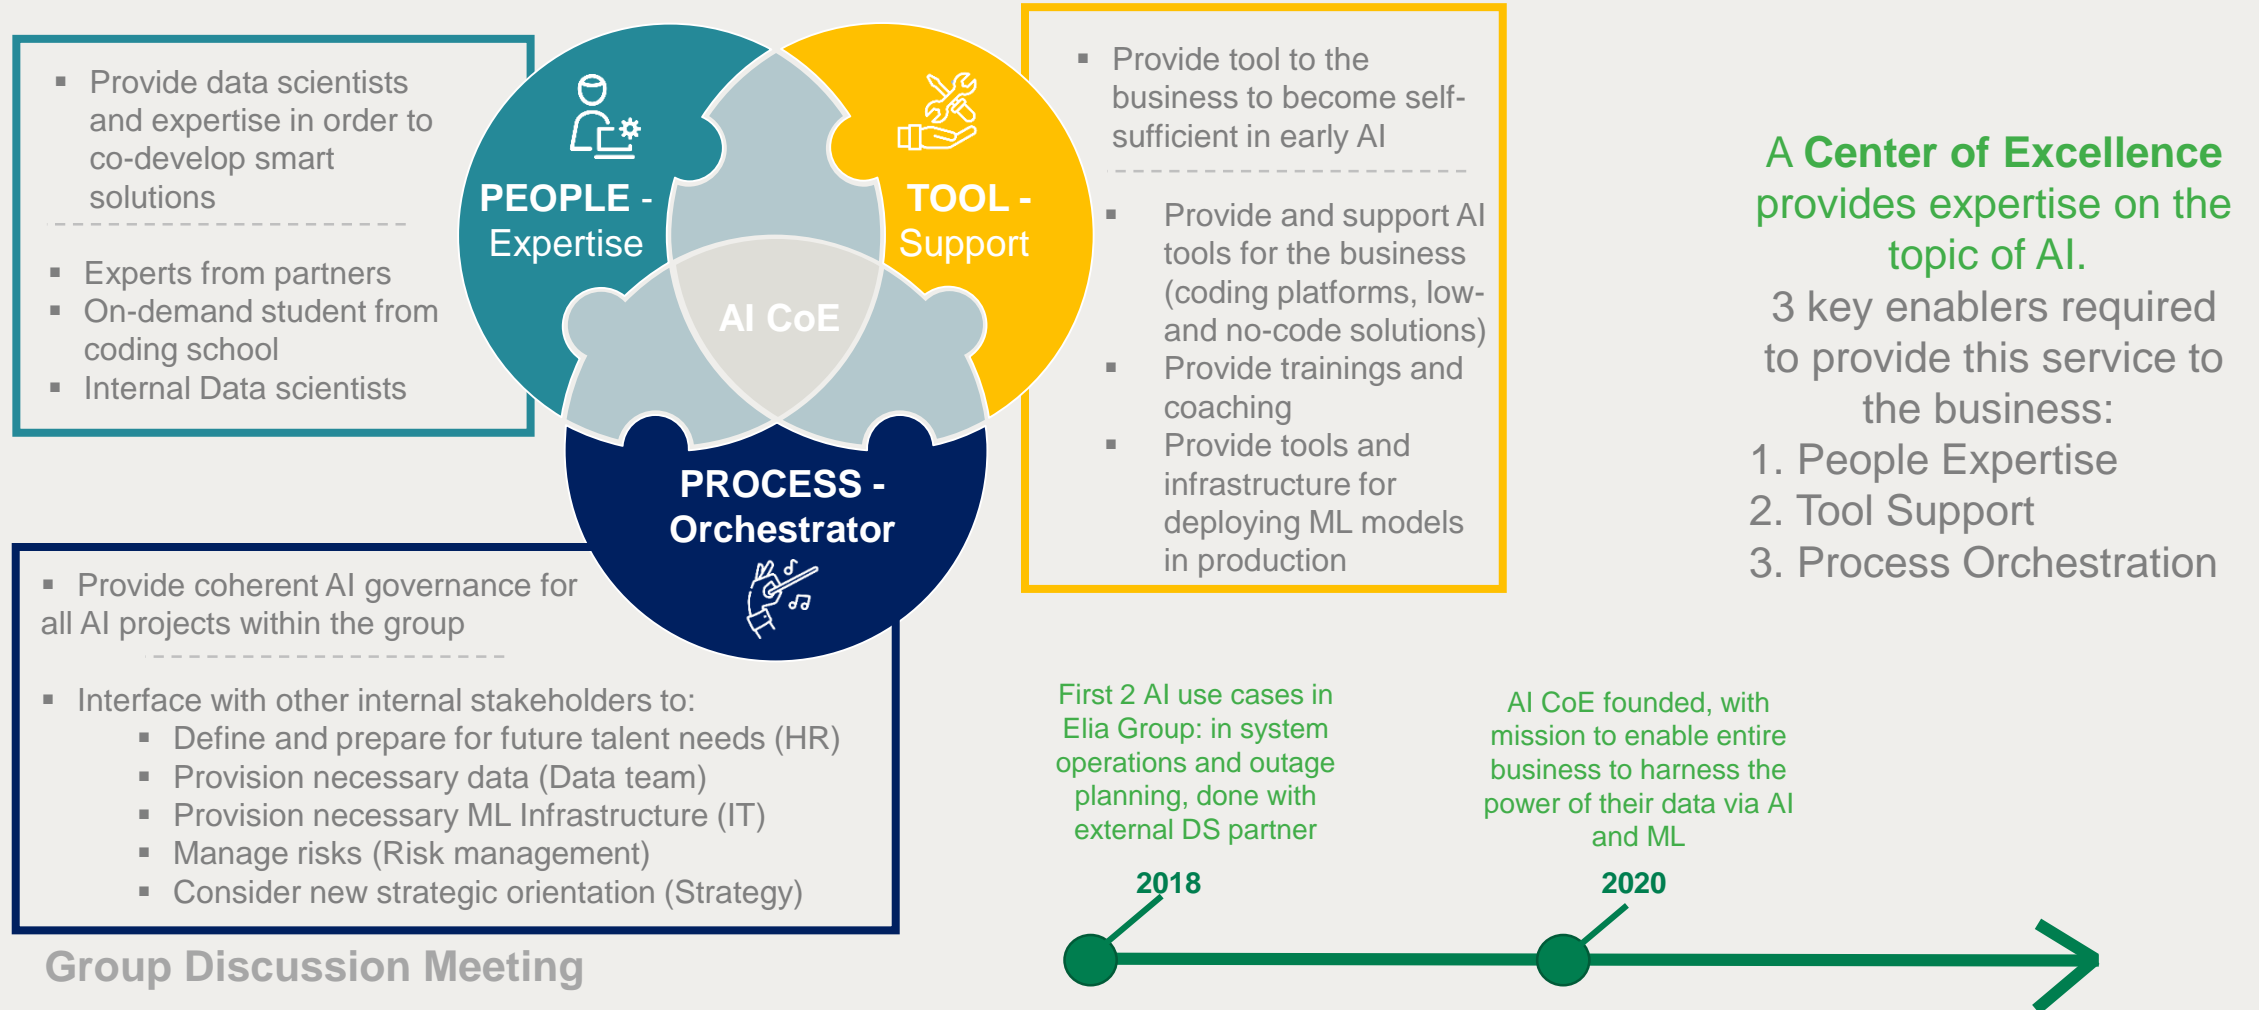 ▪ Provide data scientists
and expertise in order to
co-develop smart
solutions
▪ Experts from partners
▪ On-demand student from
coding school
▪ Internal Data scientists
PEOPLE -
Expertise
TOOL -
Support
AI CoE
PROCESS -
Orchestrator
▪ Provide tool to the
business to become self-
sufficient in early AI
▪ Provide and support AI
tools for the business
(coding platforms, low-
and no-code solutions)
▪ Provide trainings and
coaching
▪ Provide tools and
infrastructure for
deploying ML models
in production
A Center of Excellence
provides expertise on the
topic of AI.
3 key enablers required
to provide this service to
the business:
1. People Expertise
2. Tool Support
3. Process Orchestration
▪ Provide coherent AI governance for
all AI projects within the group
▪ Interface with other internal stakeholders to:
▪ Define and prepare for future talent needs (HR)
▪ Provision necessary data (Data team)
▪ Provision necessary ML Infrastructure (IT)
▪ Manage risks (Risk management)
▪ Consider new strategic orientation (Strategy)
First 2 AI use cases in
Elia Group: in system
operations and outage
planning, done with
external DS partner
2018
AI CoE founded, with
mission to enable entire
business to harness the
power of their data via AI
and ML
2020
Group Discussion Meeting